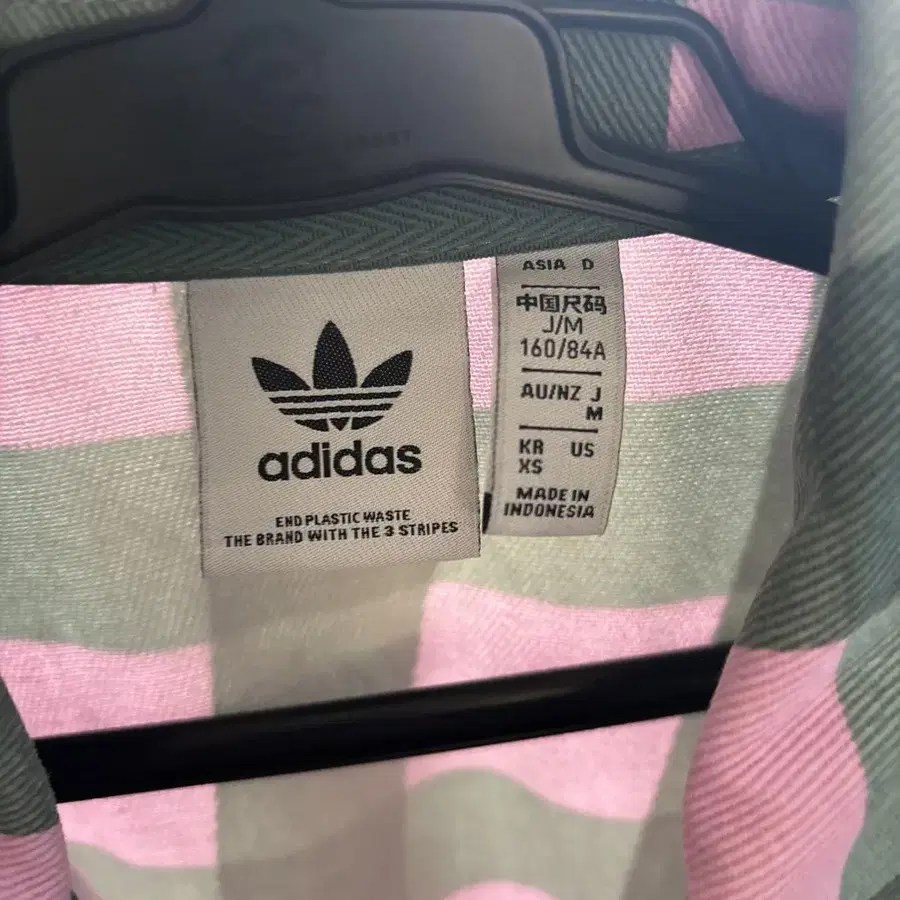 adidas
END PLASTIC WASTE
THE BRAND WITH THE 3 STRIPES
ASIA D
中国尺码
J/M
160/84A
AU/NZ J
M
KR US
XS
MADE IN
INDONESIA